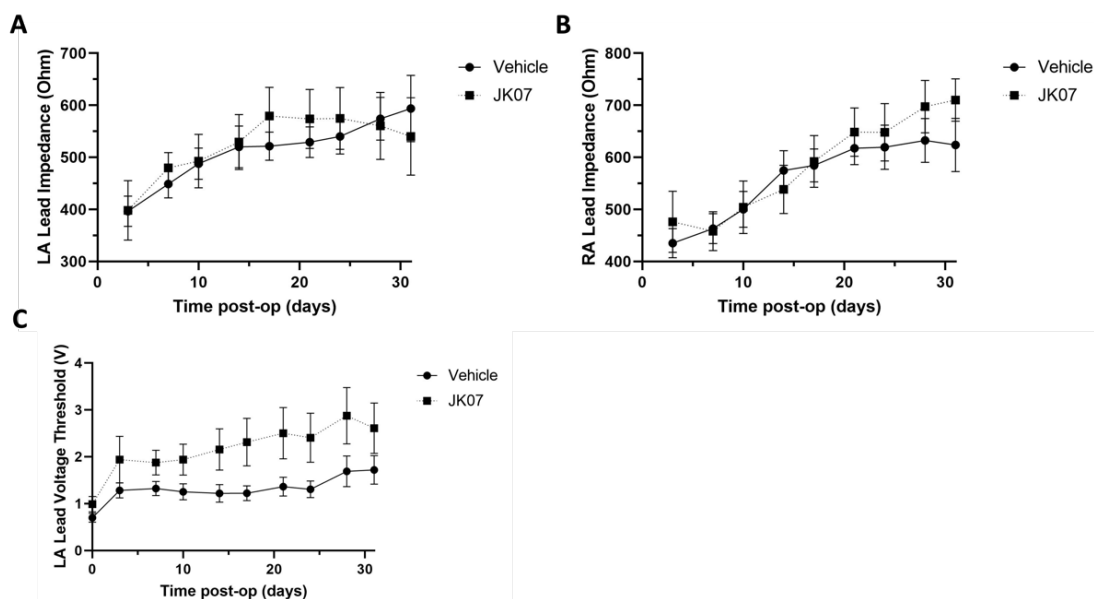 A
LA Lead Impedance (Ohm)
700
600
500
400
300
0
10
20
30
Time post-op (days)
Vehicle
JK07
B
RA Lead Impedance (Ohm)
800
700
600
500
400
0
10
20
30
Time post-op (days)
Vehicle
JK07
C
LA Lead Voltage Threshold (V)
4
3
2
1
0
0
10
20
30
Time post-op (days)
Vehicle
JK07